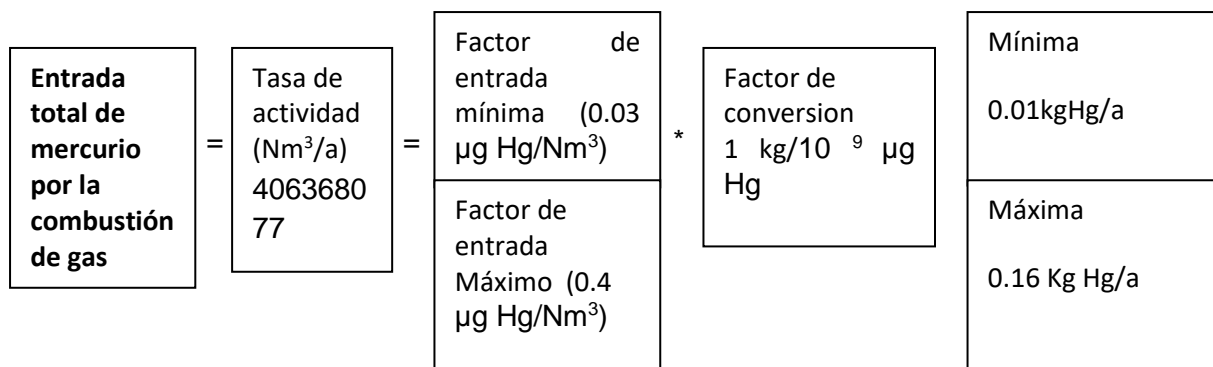 Entrada
total de
mercurio
por la
combustión
de gas
=
Tasa de
actividad
(Nm³/a)
4063680
77
=
Factor de
entrada
mínima (0.03
µg Hg/Nm³)
Factor de
entrada
Máximo (0.4
µg Hg/Nm³)
*
Factor de
conversion
1 kg/10 ⁹ µg
Hg
Mínima
0.01kgHg/a
Máxima
0.16 Kg Hg/a